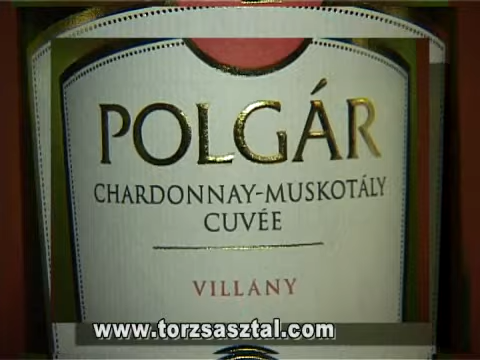 POLGÁR
CHARDONNAY-MUSKOTÁLY
CUVÉE
VILLÁNY
www.torzsasztal.com